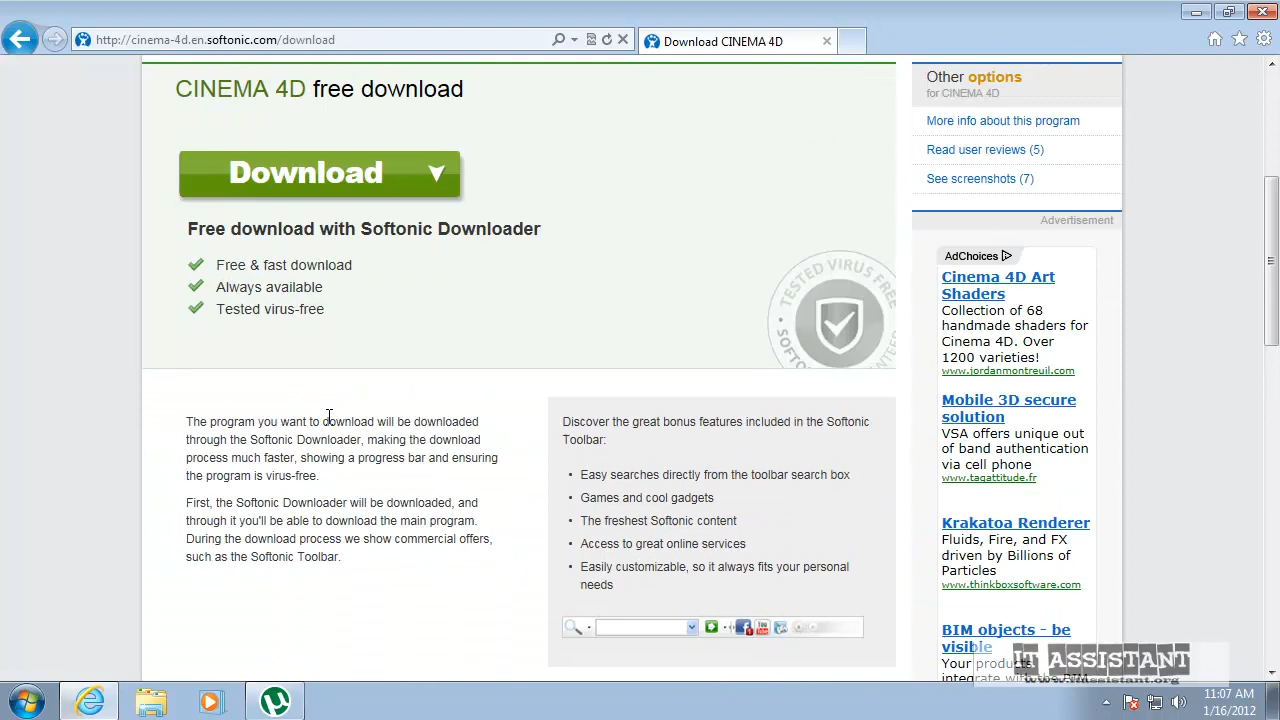 http://cinema-4d.en.softonic.com/download
Download CINEMA 4D
CINEMA 4D free download
Download
Free download with Softonic Downloader
Free & fast download
Always available
Tested virus-free
TESTED VIRUS FREE
The program you want to download will be downloaded
through the Softonic Downloader, making the download
process much faster, showing a progress bar and ensuring
the program is virus-free.
First, the Softonic Downloader will be downloaded, and
through it you'll be able to download the main program.
During the download process we show commercial offers,
such as the Softonic Toolbar.
Discover the great bonus features included in the Softonic
Toolbar:
Easy searches directly from the toolbar search box
Games and cool gadgets
The freshest Softonic content
Access to great online services
Easily customizable, so it always fits your personal
needs
Other options
for CINEMA 4D
More info about this program
Read user reviews (5)
See screenshots (7)
Advertisement
AdChoices
Cinema 4D Art
Shaders
Collection of 68
handmade shaders for
Cinema 4D. Over
1200 varieties!
www.jordanmontreuil.com
Mobile 3D secure
solution
VSA offers unique out
of band authentication
via cell phone
www.tagattitude.fr
Krakatoa Renderer
Fluids, Fire, and FX
driven by Billions of
Particles
www.thinkboxsoftware.com
BIM objects - be
visible
Your products
integrate with the BIM
IT ASSISTANT
www.itassistant.org
11:07 AM
1/16/2012